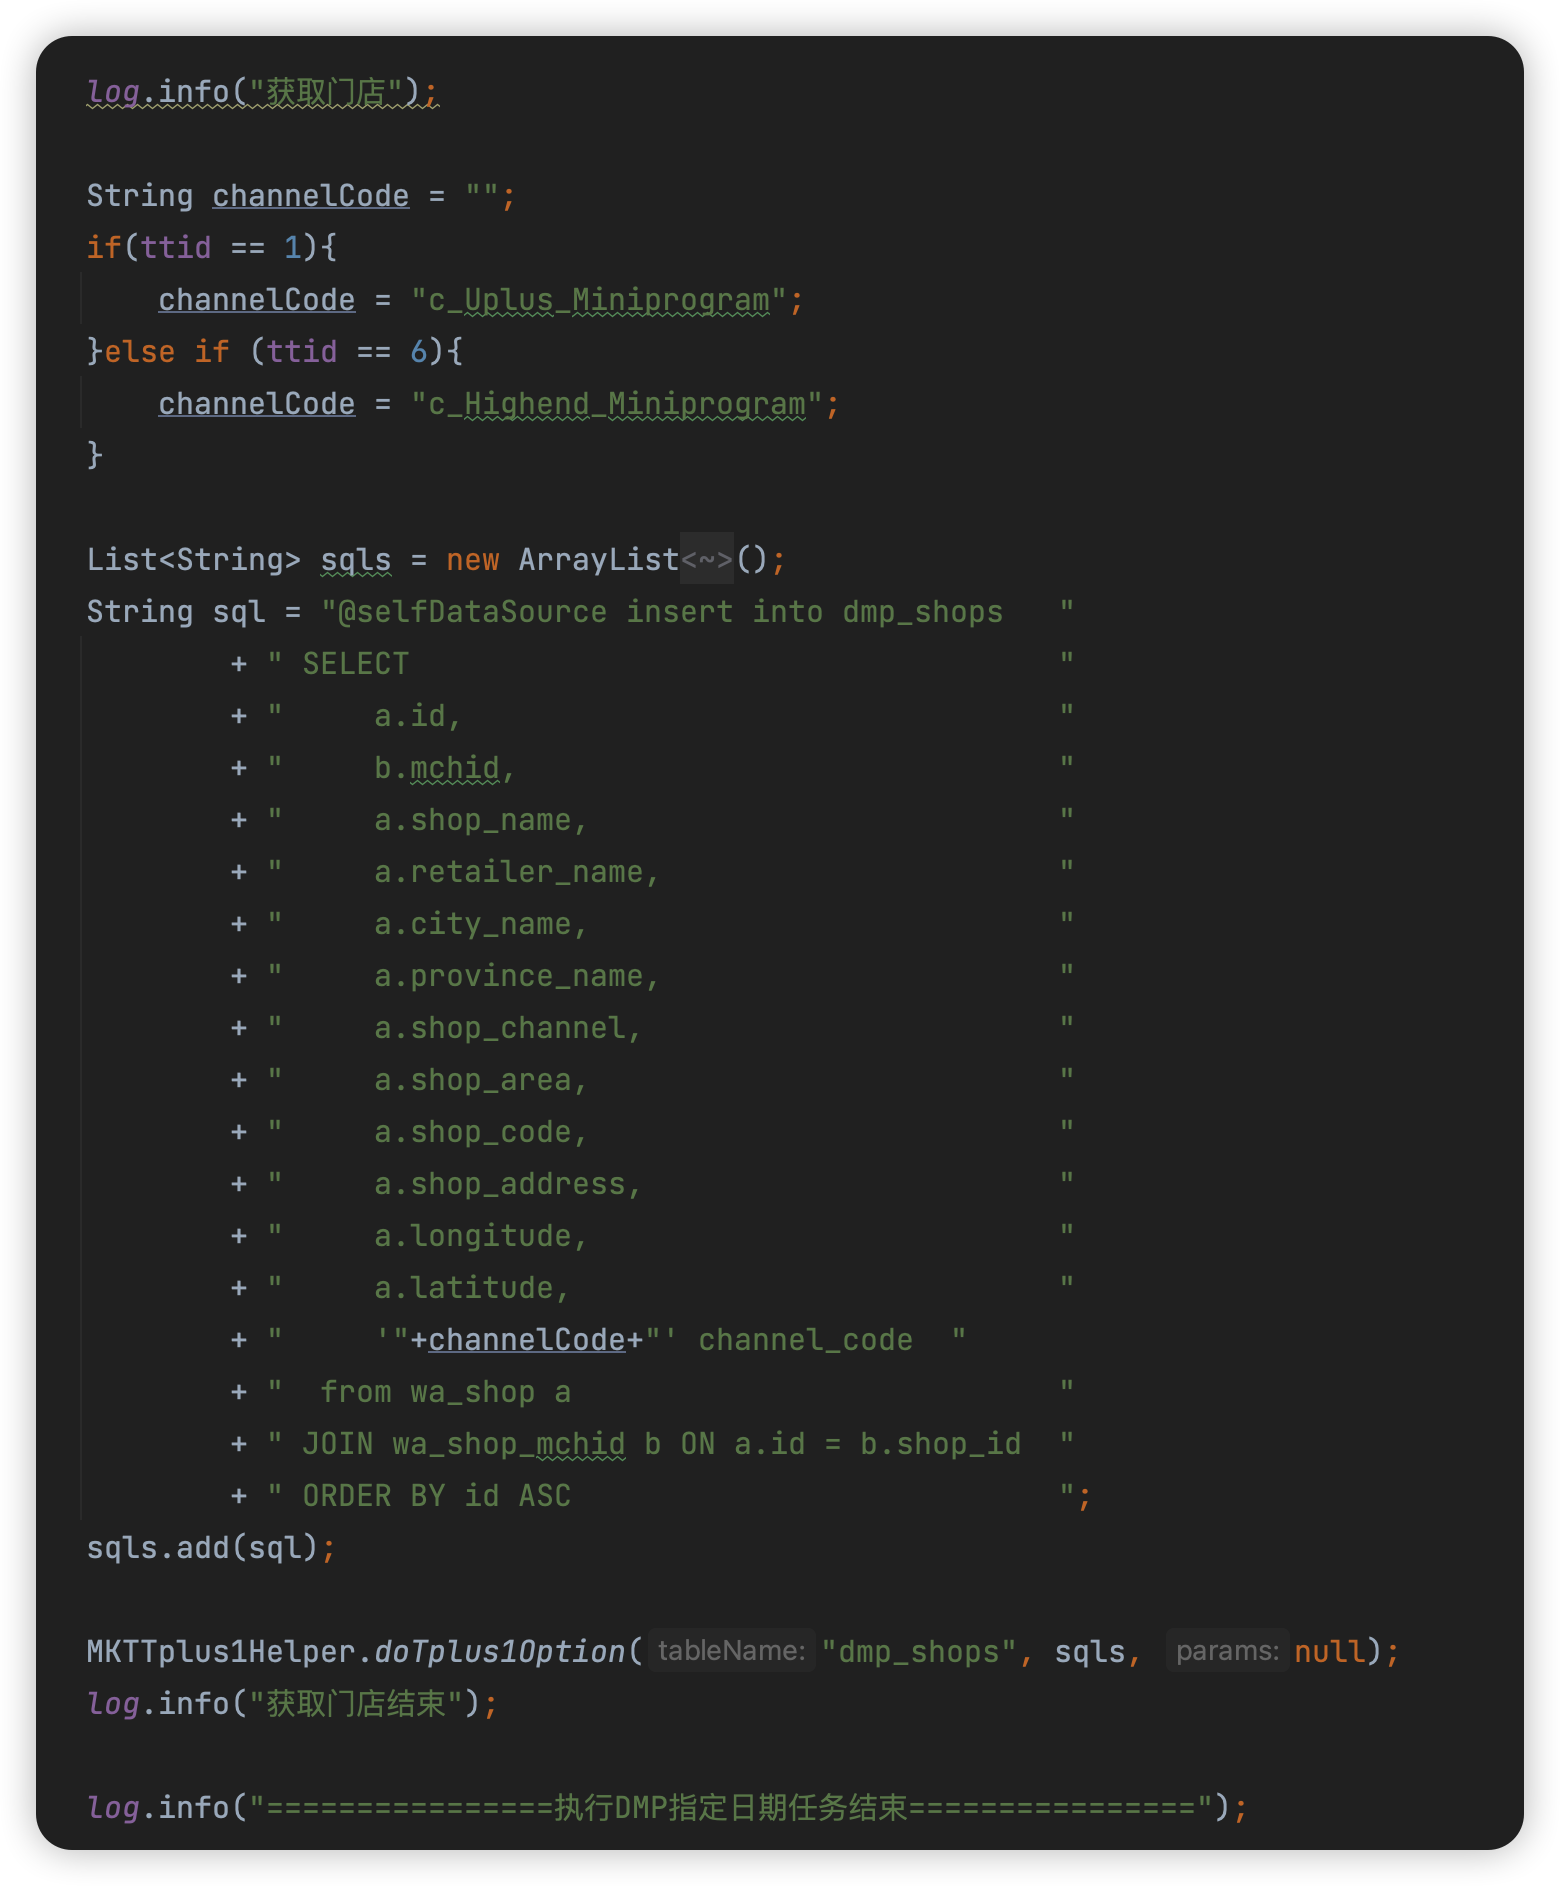 log.info("获取门店");
String channelCode = "";
if(ttid == 1){
    channelCode = "c_Uplus_Miniprogram";
}else if (ttid == 6){
    channelCode = "c_Highend_Miniprogram";
}
List<String> sqls = new ArrayList<~>();
String sql = "@selfDataSource insert into dmp_shops   "
        + " SELECT                                    "
        + "     a.id,                                 "
        + "     b.mchid,                              "
        + "     a.shop_name,                          "
        + "     a.retailer_name,                      "
        + "     a.city_name,                          "
        + "     a.province_name,                      "
        + "     a.shop_channel,                       "
        + "     a.shop_area,                          "
        + "     a.shop_code,                          "
        + "     a.shop_address,                       "
        + "     a.longitude,                          "
        + "     a.latitude,                           "
        + "     '"+channelCode+"' channel_code  "
        + "  from wa_shop a                           "
        + " JOIN wa_shop_mchid b ON a.id = b.shop_id  "
        + " ORDER BY id ASC                           ";
sqls.add(sql);
MKTTplus1Helper.doTplus1Option( tableName: "dmp_shops", sqls, params: null);
log.info("获取门店结束");
log.info("================执行DMP指定日期任务结束================");